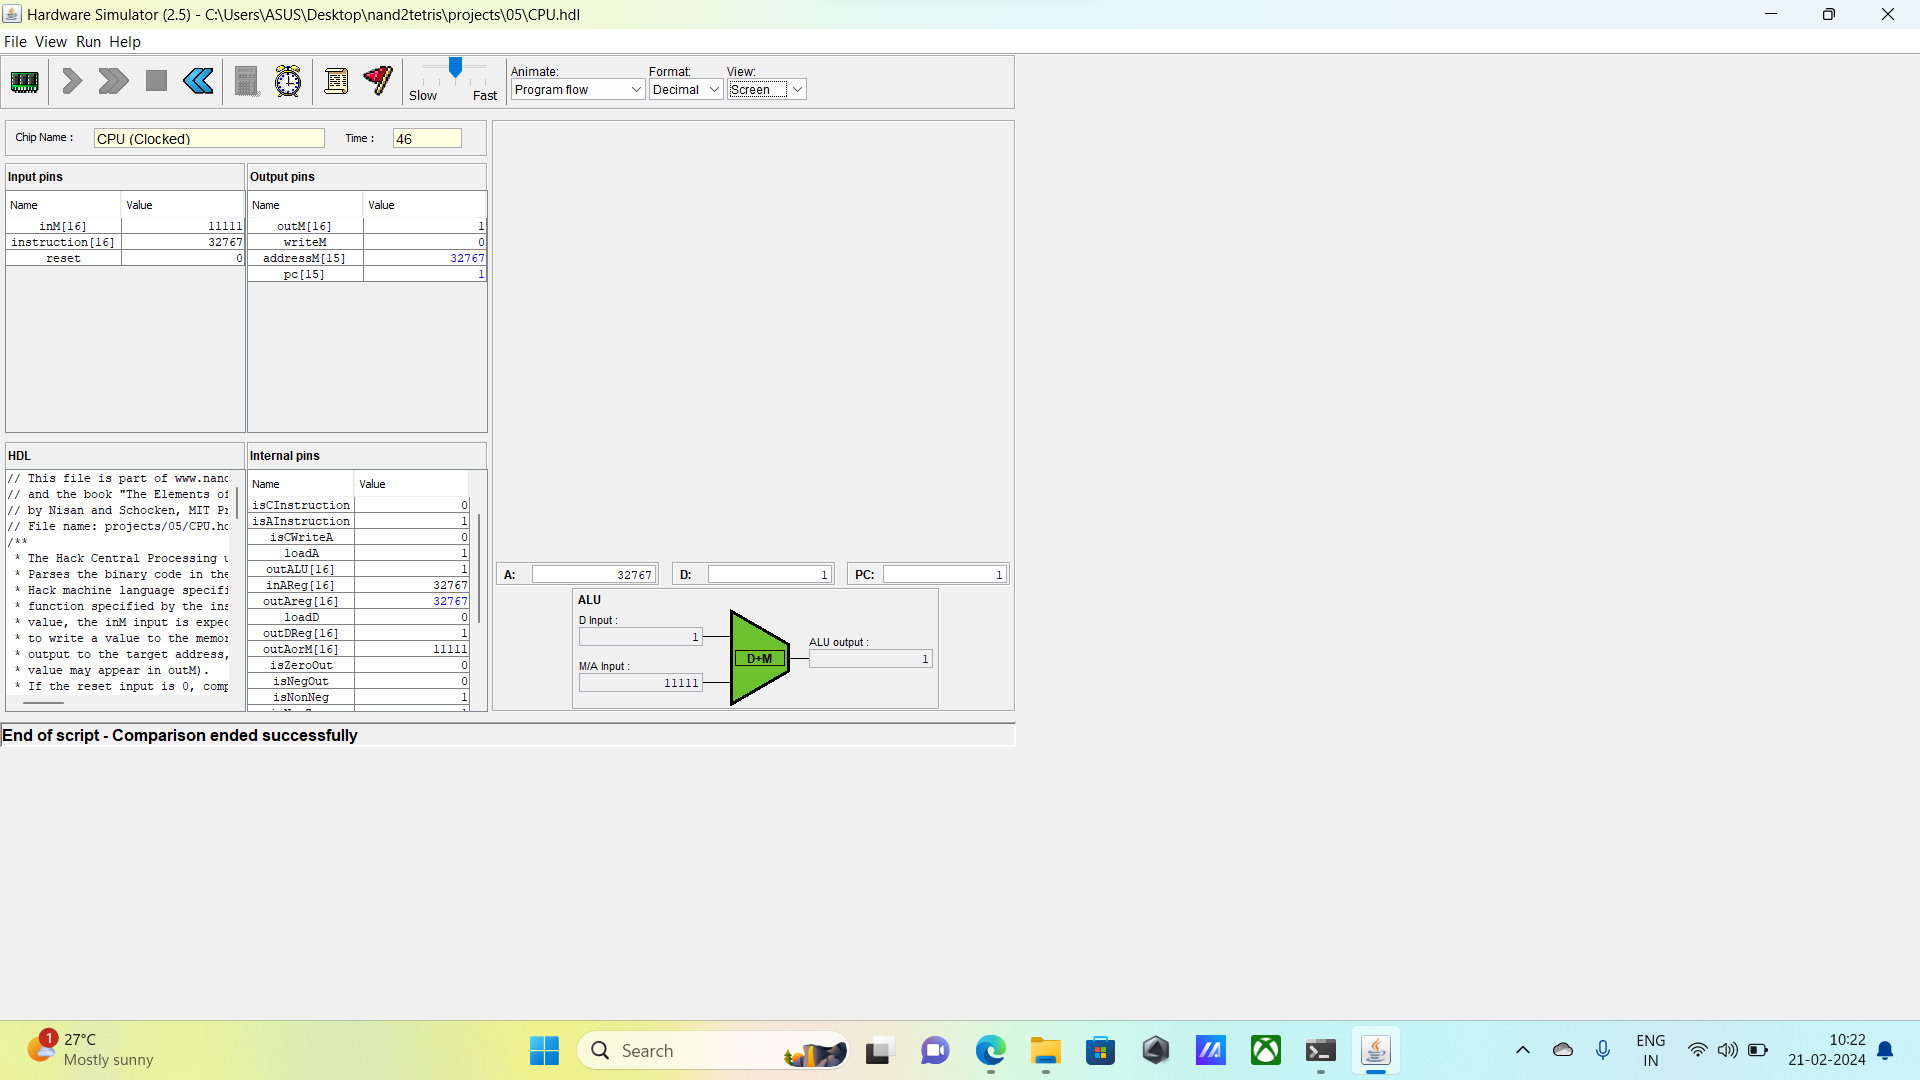 Hardware Simulator (2.5) - C:\Users\ASUS\Desktop\nand2tetris\projects\05\CPU.hdl
File View Run Help
Slow Fast
Animate: Format: View:
Program flow Decimal Screen
Chip Name : CPU (Clocked) Time : 46
Input pins
Name Value
inM[16] 11111
instruction[16] 32767
reset 0
Output pins
Name Value
outM[16] 1
writeM 0
addressM[15] 32767
pc[15] 1
HDL
// This file is part of www.nand
// and the book "The Elements of
// by Nisan and Schocken, MIT Pr
// File name: projects/05/CPU.hd
/**
* The Hack Central Processing u
* Parses the binary code in the
* Hack machine language specifi
* function specified by the ins
* value, the inM input is expec
* to write a value to the memor
* output to the target address,
* value may appear in outM).
* If the reset input is 0, comp
Internal pins
Name Value
isCInstruction 0
isAInstruction 1
isCWriteA 0
loadA 1
outALU[16] 1
inAReg[16] 32767
outAreg[16] 32767
loadD 0
outDReg[16] 1
outAorM[16] 11111
isZeroOut 0
isNegOut 0
isNonNeg 1
A: 32767 D: 1 PC: 1
ALU
D Input :
1
M/A Input :
11111
D+M
ALU output :
1
End of script - Comparison ended successfully
1
27°C
Mostly sunny
Search
ENG
IN
10:22
21-02-2024